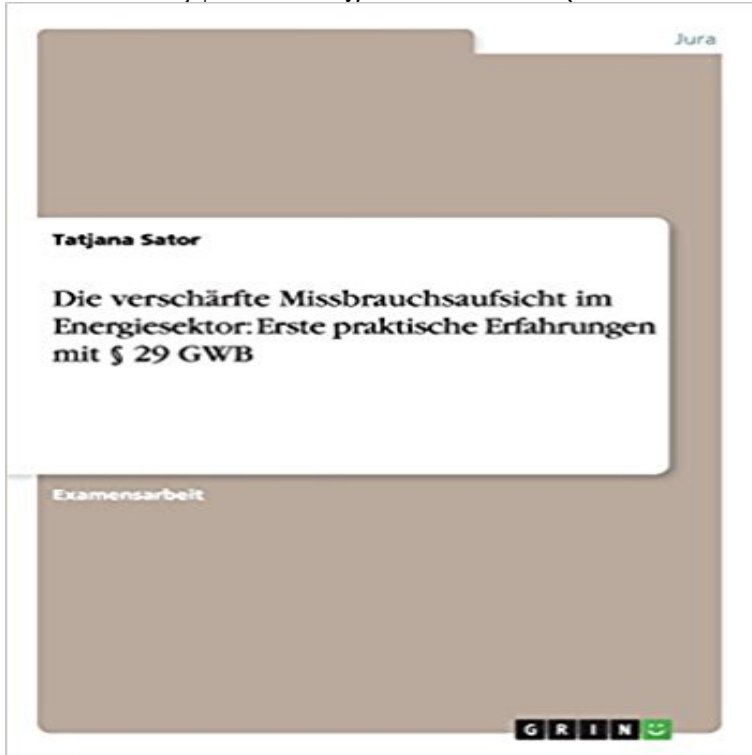 Jura
Tatjana Sator
Die verschärfte Missbrauchsaufsicht im
Energiesektor: Erste praktische Erfahrungen
mit § 29 GWB
Examensarbeit
GRIN